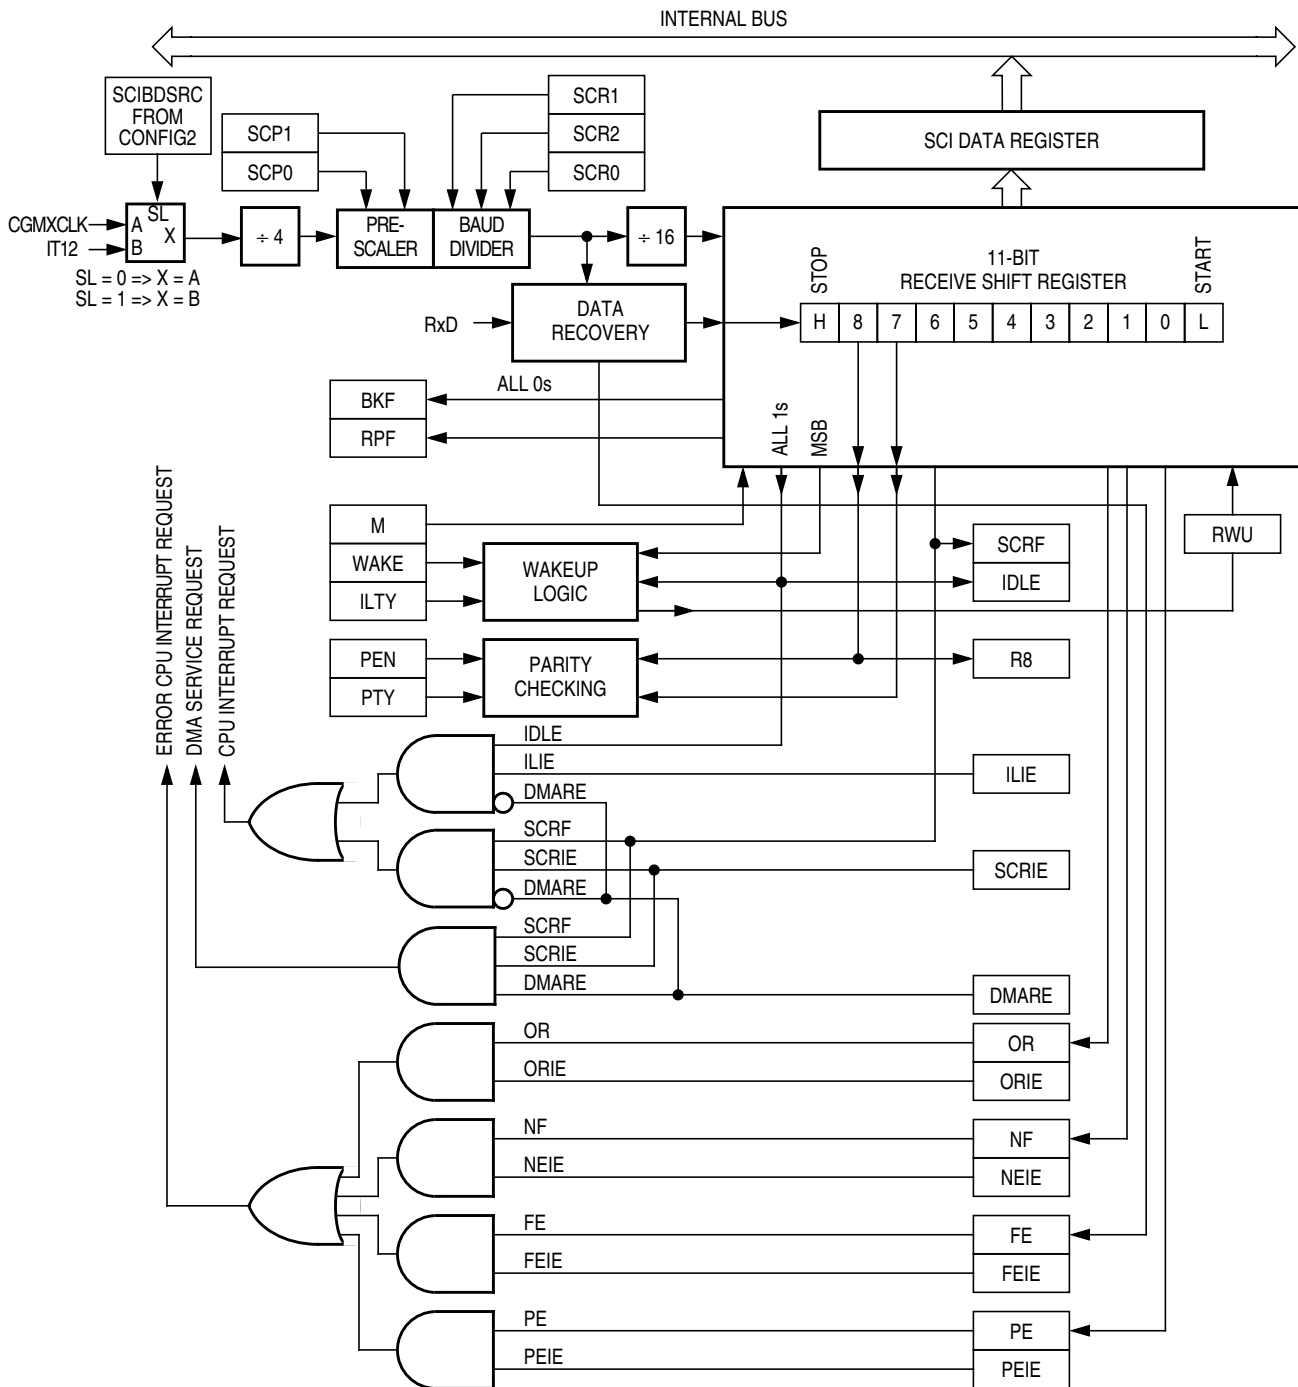 INTERNAL BUS
SCIBDSRC
FROM
CONFIG2
SCP1
SCP0
SCR1
SCR2
SCR0
SCI DATA REGISTER
CGMXCLK
IT12
SL
A
B
X
SL = 0 => X = A
SL = 1 => X = B
÷ 4
PRE-
SCALER
BAUD
DIVIDER
÷ 16
STOP
11-BIT
RECEIVE SHIFT REGISTER
START
H 8 7 6 5 4 3 2 1 0 L
RxD
DATA
RECOVERY
ALL 0s
BKF
RPF
ALL 1s
MSB
M
WAKE
ILTY
WAKEUP
LOGIC
SCRF
IDLE
RWU
PEN
PTY
PARITY
CHECKING
R8
ERROR CPU INTERRUPT REQUEST
DMA SERVICE REQUEST
CPU INTERRUPT REQUEST
IDLE
ILIE
ILIE
DMARE
SCRF
SCRIE
SCRIE
DMARE
SCRF
SCRIE
DMARE
DMARE
OR
OR
ORIE
ORIE
NF
NF
NEIE
NEIE
FE
FE
FEIE
FEIE
PE
PE
PEIE
PEIE